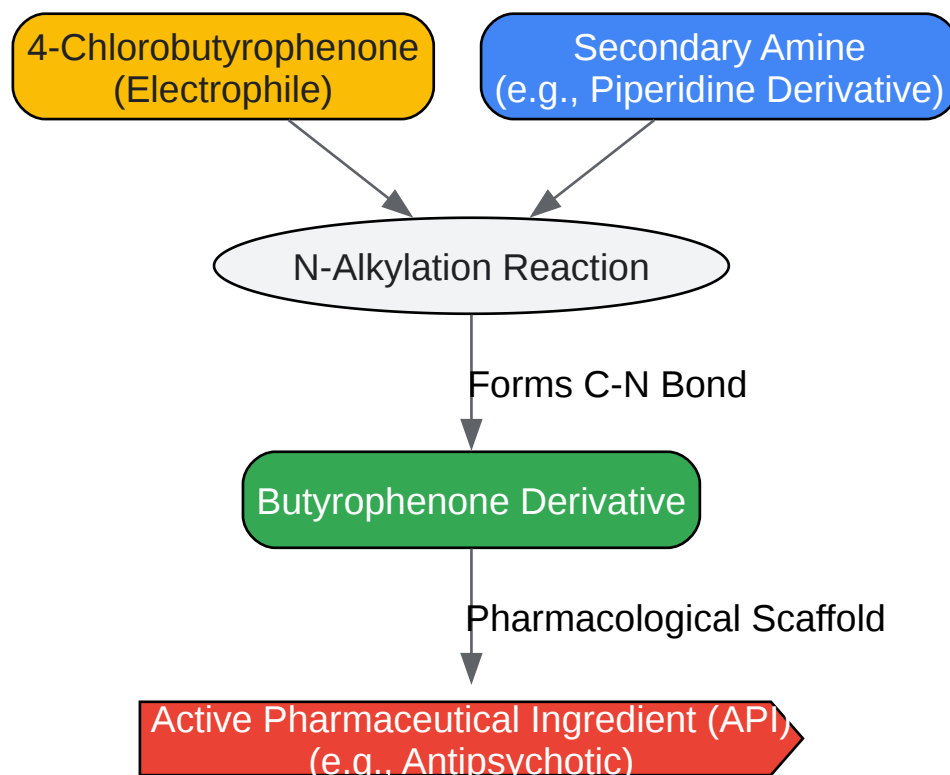 4-Chlorobutyrophenone
(Electrophile)
Secondary Amine
(e.g., Piperidine Derivative)
N-Alkylation Reaction
Forms C-N Bond
Butyrophenone Derivative
Pharmacological Scaffold
Active Pharmaceutical Ingredient (API)
(e.g., Antipsychotic)